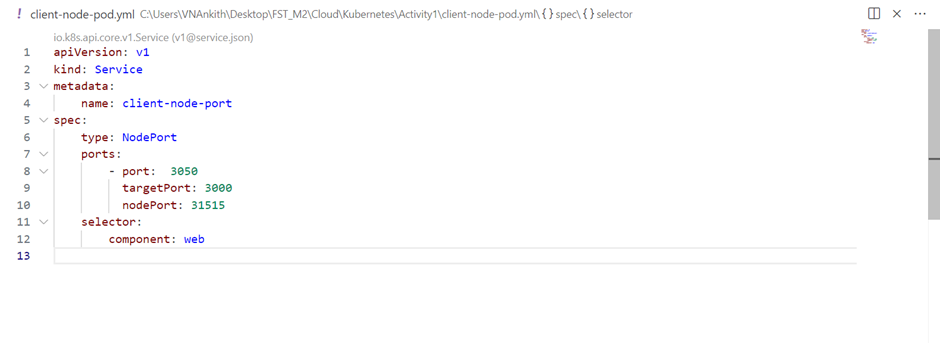 ! client-node-pod.yml C:\Users\VNAnkith\Desktop\FST_M2\Cloud\Kubernetes\Activity1\client-node-pod.yml\{}spec\{}selector
io.k8s.api.core.v1.Service (v1@service.json)
1 apiVersion: v1
2 kind: Service
3 metadata:
4     name: client-node-port
5 spec:
6     type: NodePort
7     ports:
8         - port:  3050
9           targetPort: 3000
10           nodePort: 31515
11     selector:
12         component: web
13